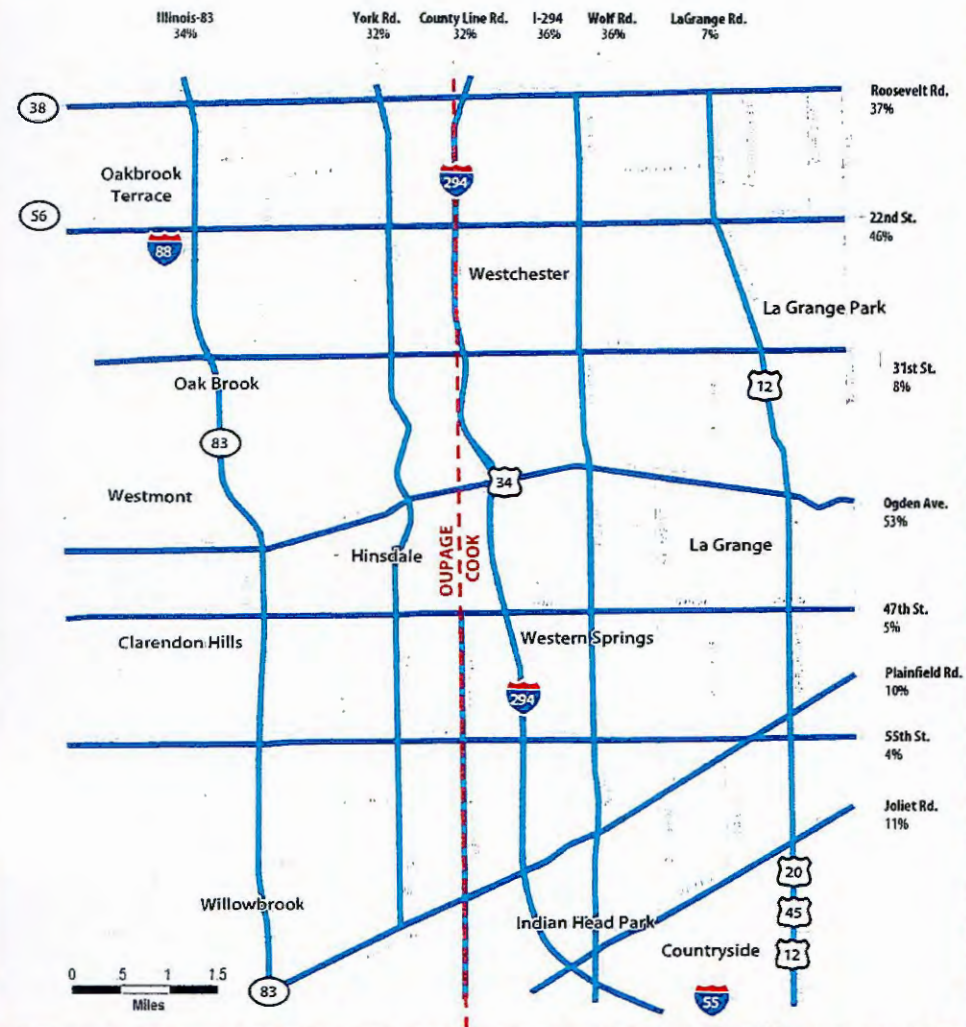 Illinois-83
34%
York Rd.
32%
County Line Rd.
32%
I-294
36%
Wolf Rd.
36%
LaGrange Rd.
7%
38
Roosevelt Rd.
37%
Oakbrook
Terrace
294
56
22nd St.
46%
88
Westchester
La Grange Park
31st St.
8%
Oak Brook
12
83
34
Westmont
Ogden Ave.
53%
Hinsdale
OUPAGE
COOK
La Grange
47th St.
5%
Clarendon Hills
Western Springs
Plainfield Rd.
10%
294
55th St.
4%
Joliet Rd.
11%
20
Willowbrook
45
Indian Head Park
Countryside
12
0 5 1 1.5
Miles
83
55